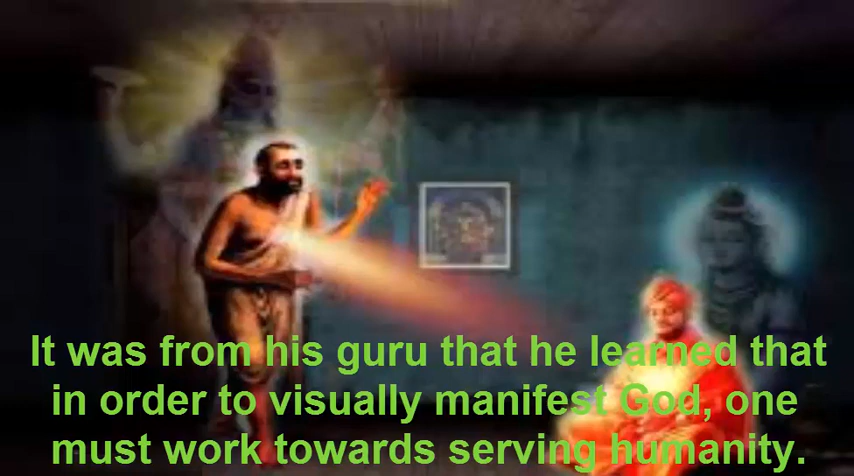 It was from his guru that he learned that
in order to visually manifest God, one
must work towards serving humanity.